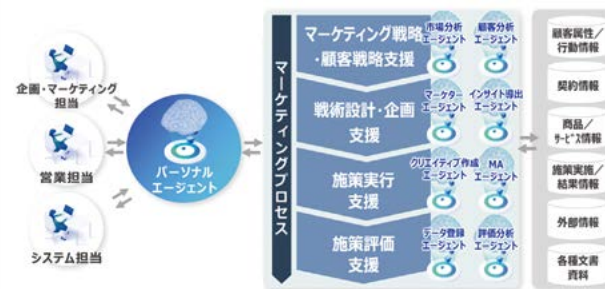 企画・マーケティング
担当
営業担当
システム担当
パーソナル
エージェント
マーケティングプロセス
マーケティング戦略
・顧客戦略支援
市場分析
エージェント
顧客分析
エージェント
戦術設計・企画
支援
マーケター
エージェント
インサイト導出
エージェント
施策実行
支援
クリエイティブ作成
エージェント
MA
エージェント
施策評価
支援
データ登録
エージェント
評価分析
エージェント
顧客属性／
行動情報
契約情報
商品／
サービス情報
施策実施／
結果情報
外部情報
各種文書
資料